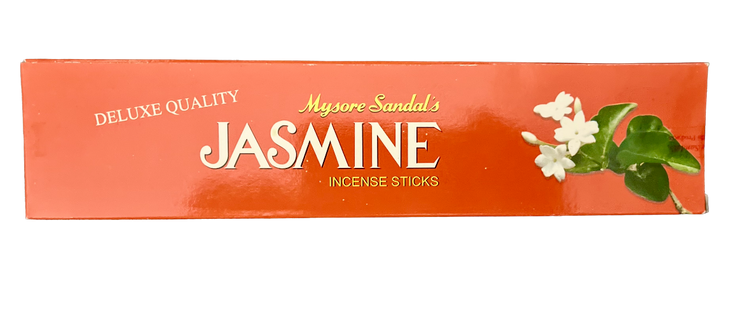 DELUXE QUALITY
Mysore Sandal's
JASMINE
INCENSE STICKS